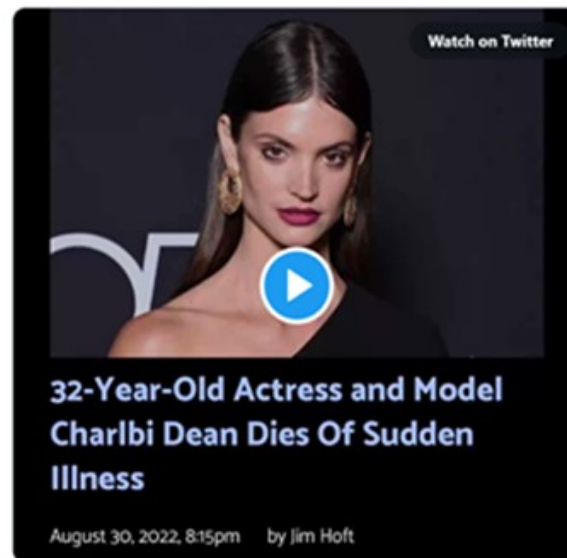 Watch on Twitter
32-Year-Old Actress and Model
Charlbi Dean Dies Of Sudden
Illness
August 30, 2022, 8:15pm by Jim Hoft